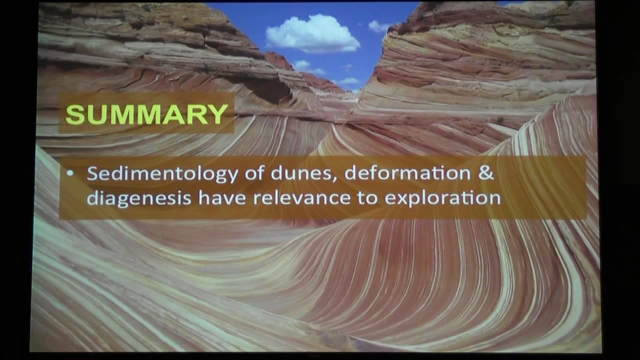 SUMMARY
• Sedimentology of dunes, deformation &
diagenesis have relevance to exploration